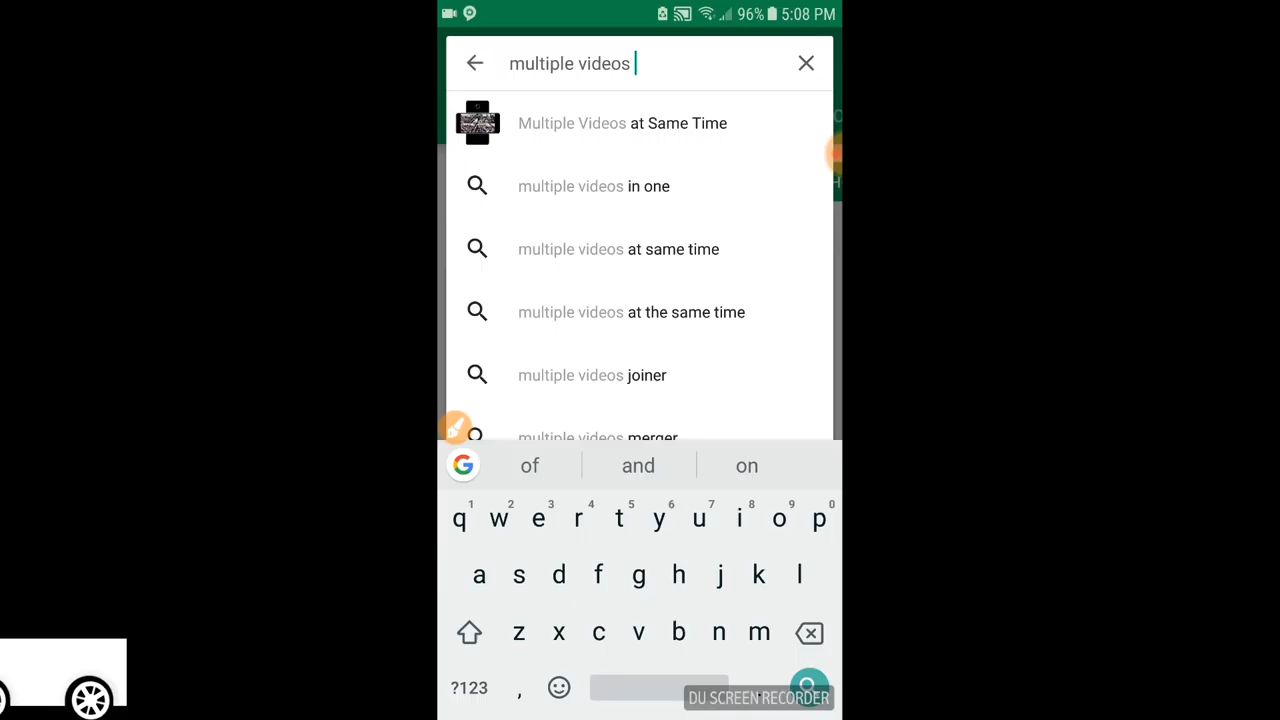 96% 5:08 PM
multiple videos
Multiple Videos at Same Time
multiple videos in one
multiple videos at same time
multiple videos at the same time
multiple videos joiner
multiple videos merger
G of and on
1 2 3 4 5 6 7 8 9 0
q w e r t y u i o p
a s d f g h j k l
z x c v b n m
?123 , .
DU SCREEN RECORDER